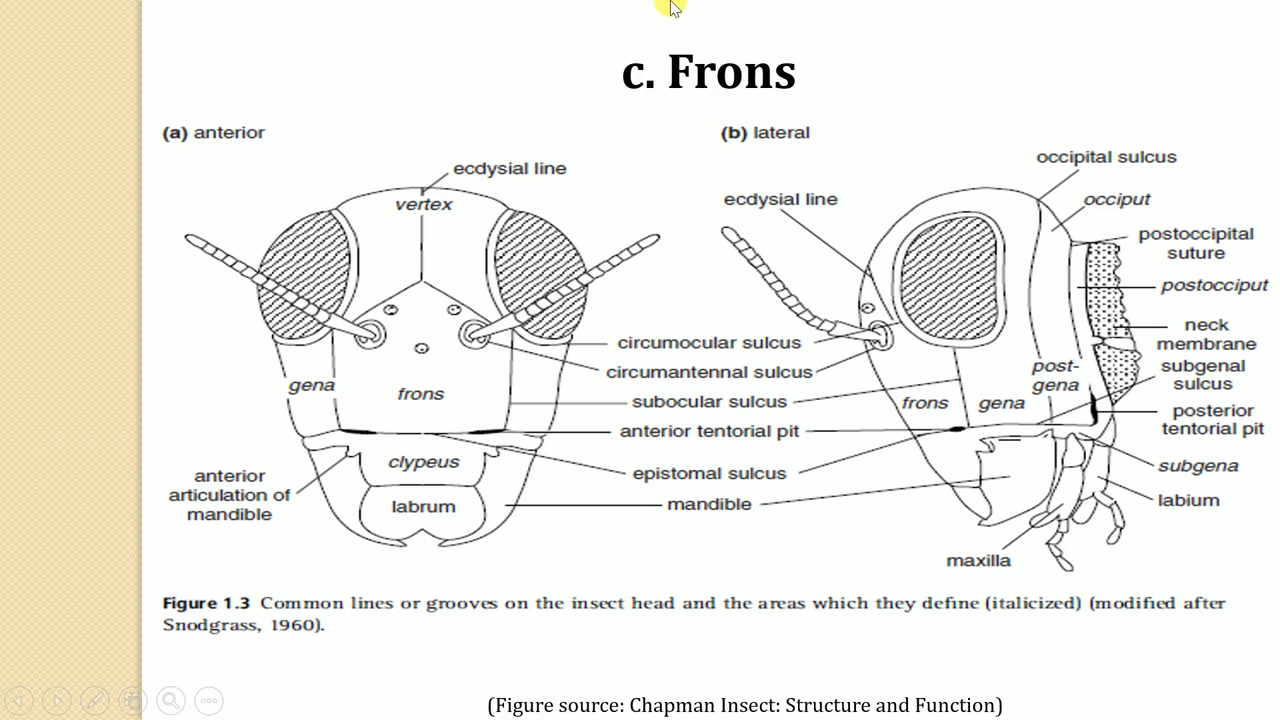 c. Frons
(a) anterior
(b) lateral
ecdysial line
vertex
gena
frons
clypeus
labrum
anterior
articulation of
mandible
circumocular sulcus
circumantennal sulcus
subocular sulcus
anterior tentorial pit
epistomal sulcus
mandible
ecdysial line
occipital sulcus
occiput
postoccipital
suture
postocciput
neck
membrane
subgenal
sulcus
post-
gena
frons
gena
posterior
tentorial pit
subgena
labium
maxilla
Figure 1.3 Common lines or grooves on the insect head and the areas which they define (italicized) (modified after
Snodgrass, 1960).
(Figure source: Chapman Insect: Structure and Function)